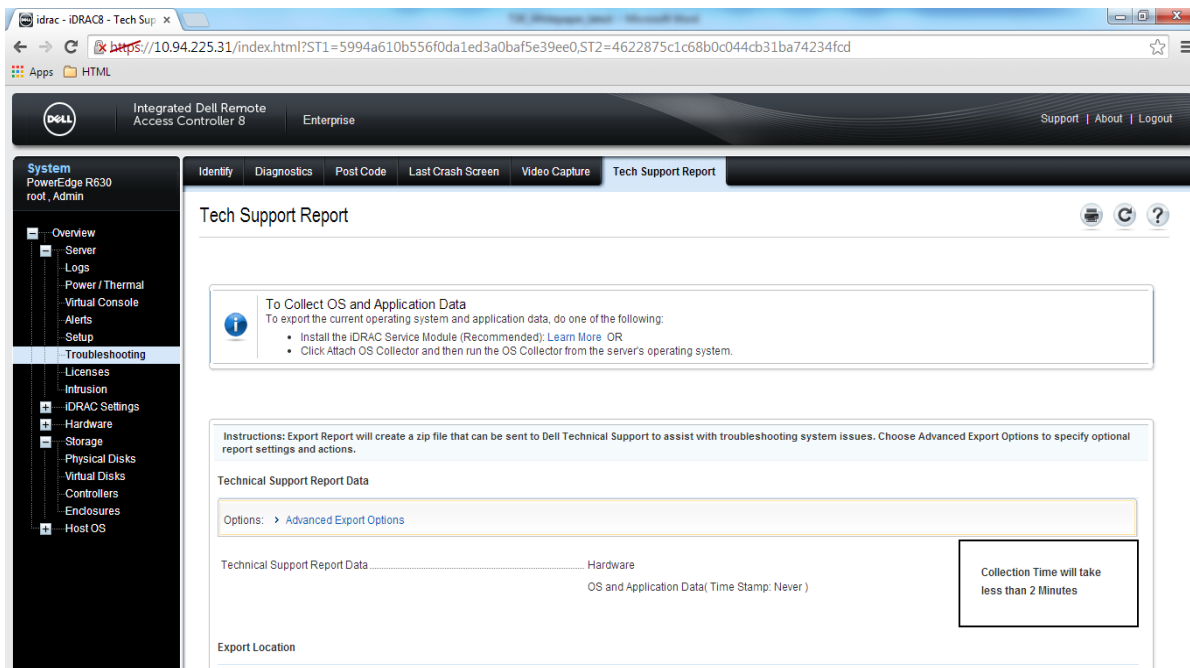 idrac - iDRAC8 - Tech Sup
https://10.94.225.31/index.html?ST1=5994a610b556f0da1ed3a0baf5e39ee0,ST2=4622875c1c68b0c044cb31ba74234fcd
Apps HTML
DELL
Integrated Dell Remote
Access Controller 8
Enterprise
Support | About | Logout
System
PowerEdge R630
root , Admin
Identify Diagnostics Post Code Last Crash Screen Video Capture Tech Support Report
Overview
Server
Logs
Power / Thermal
Virtual Console
Alerts
Setup
Troubleshooting
Licenses
Intrusion
iDRAC Settings
Hardware
Storage
Physical Disks
Virtual Disks
Controllers
Enclosures
Host OS
Tech Support Report
To Collect OS and Application Data
To export the current operating system and application data, do one of the following:
• Install the iDRAC Service Module (Recommended): Learn More OR
• Click Attach OS Collector and then run the OS Collector from the server's operating system.
Instructions: Export Report will create a zip file that can be sent to Dell Technical Support to assist with troubleshooting system issues. Choose Advanced Export Options to specify optional
report settings and actions.
Technical Support Report Data
Options: › Advanced Export Options
Technical Support Report Data Hardware
OS and Application Data( Time Stamp: Never )
Collection Time will take
less than 2 Minutes
Export Location